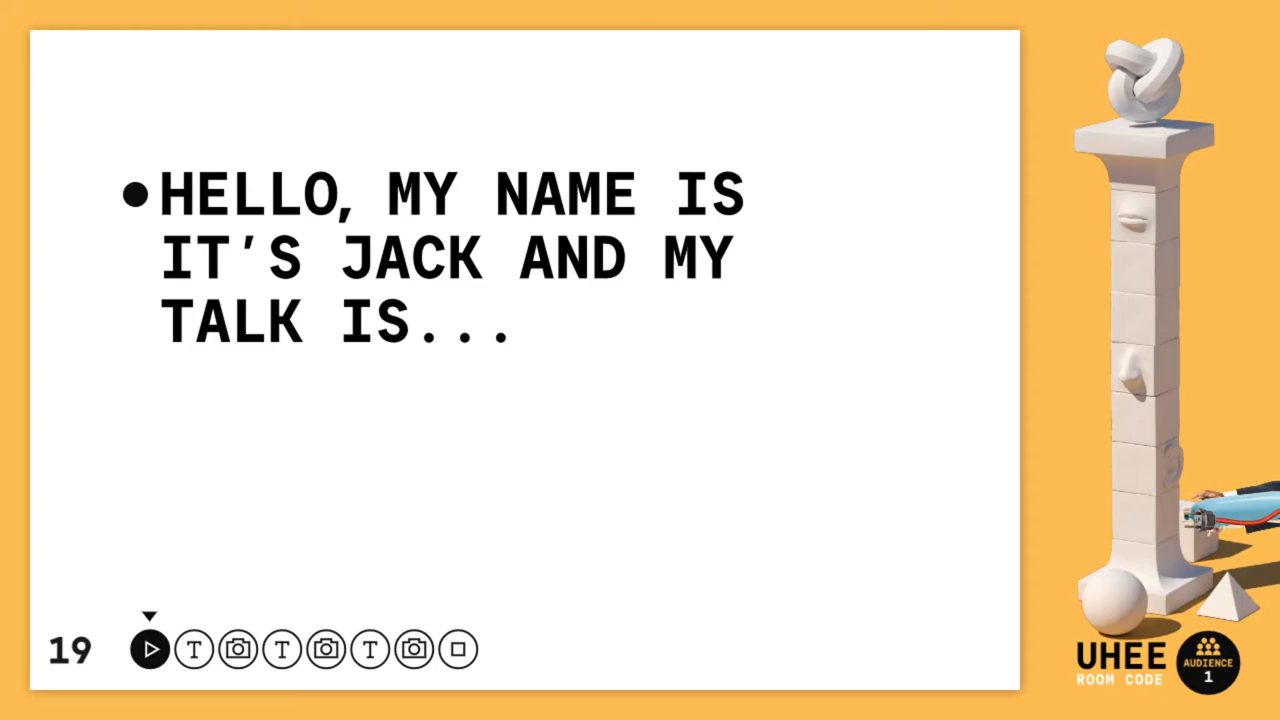 HELLO, MY NAME IS
IT'S JACK AND MY
TALK IS...
19
T
T
T
UHEE
ROOM CODE
AUDIENCE
1